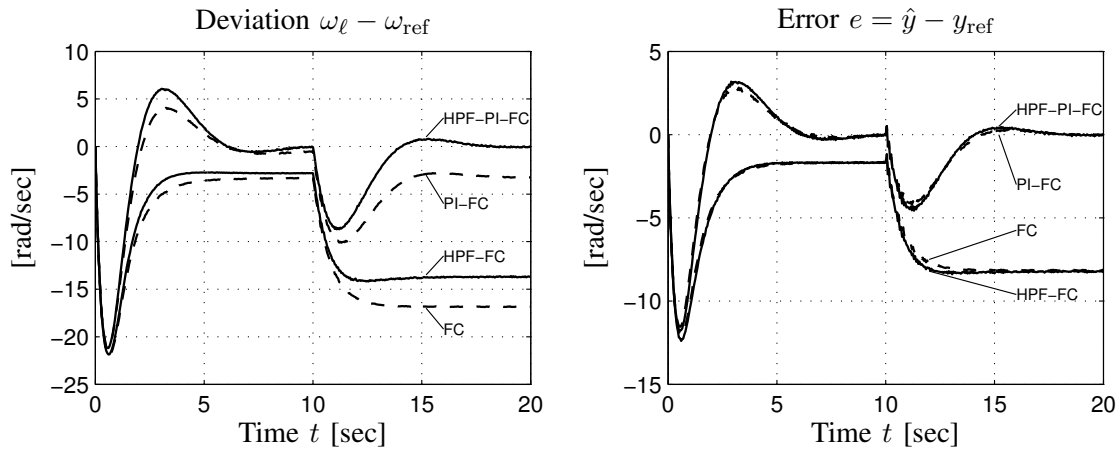 Deviation ωℓ − ωref
[rad/sec]
10
5
0
−5
−10
−15
−20
−25
0
5
10
15
20
HPF−PI−FC
PI−FC
HPF−FC
FC
Time t [sec]
Error e = ŷ − yref
[rad/sec]
5
0
−5
−10
−15
0
5
10
15
20
HPF−PI−FC
PI−FC
FC
HPF−FC
Time t [sec]